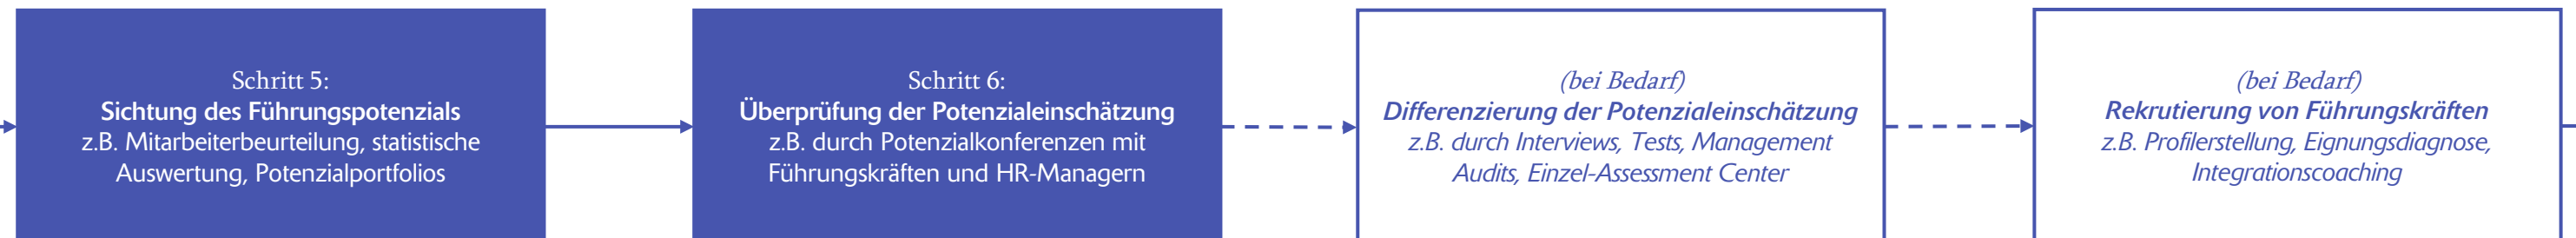 Schritt 5:
Sichtung des Führungspotenzials
z.B. Mitarbeiterbeurteilung, statistische
Auswertung, Potenzialportfolios
Schritt 6:
Überprüfung der Potenzialeinschätzung
z.B. durch Potenzialkonferenzen mit
Führungskräften und HR-Managern
(bei Bedarf)
Differenzierung der Potenzialeinschätzung
z.B. durch Interviews, Tests, Management
Audits, Einzel-Assessment Center
(bei Bedarf)
Rekrutierung von Führungskräften
z.B. Profilerstellung, Eignungsdiagnose,
Integrationscoaching